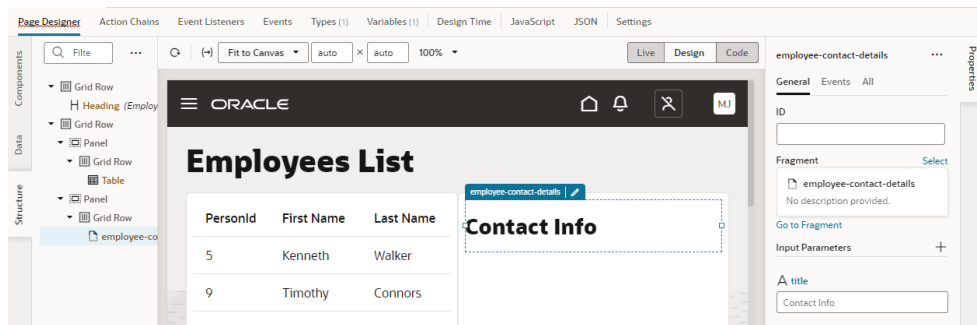 Page Designer Action Chains Event Listeners Events Types (1) Variables (1) Design Time JavaScript JSON Settings
Components
Data
Structure
Filte
Grid Row
Heading (Employ
Grid Row
Panel
Grid Row
Table
Panel
Grid Row
employee-co
Fit to Canvas auto × auto 100% Live Design Code
ORACLE MJ
Employees List
PersonId First Name Last Name
5 Kenneth Walker
9 Timothy Connors
employee-contact-details
Contact Info
employee-contact-details
General Events All
ID
Fragment Select
employee-contact-details
No description provided.
Go to Fragment
Input Parameters
A title
Contact Info
Properties